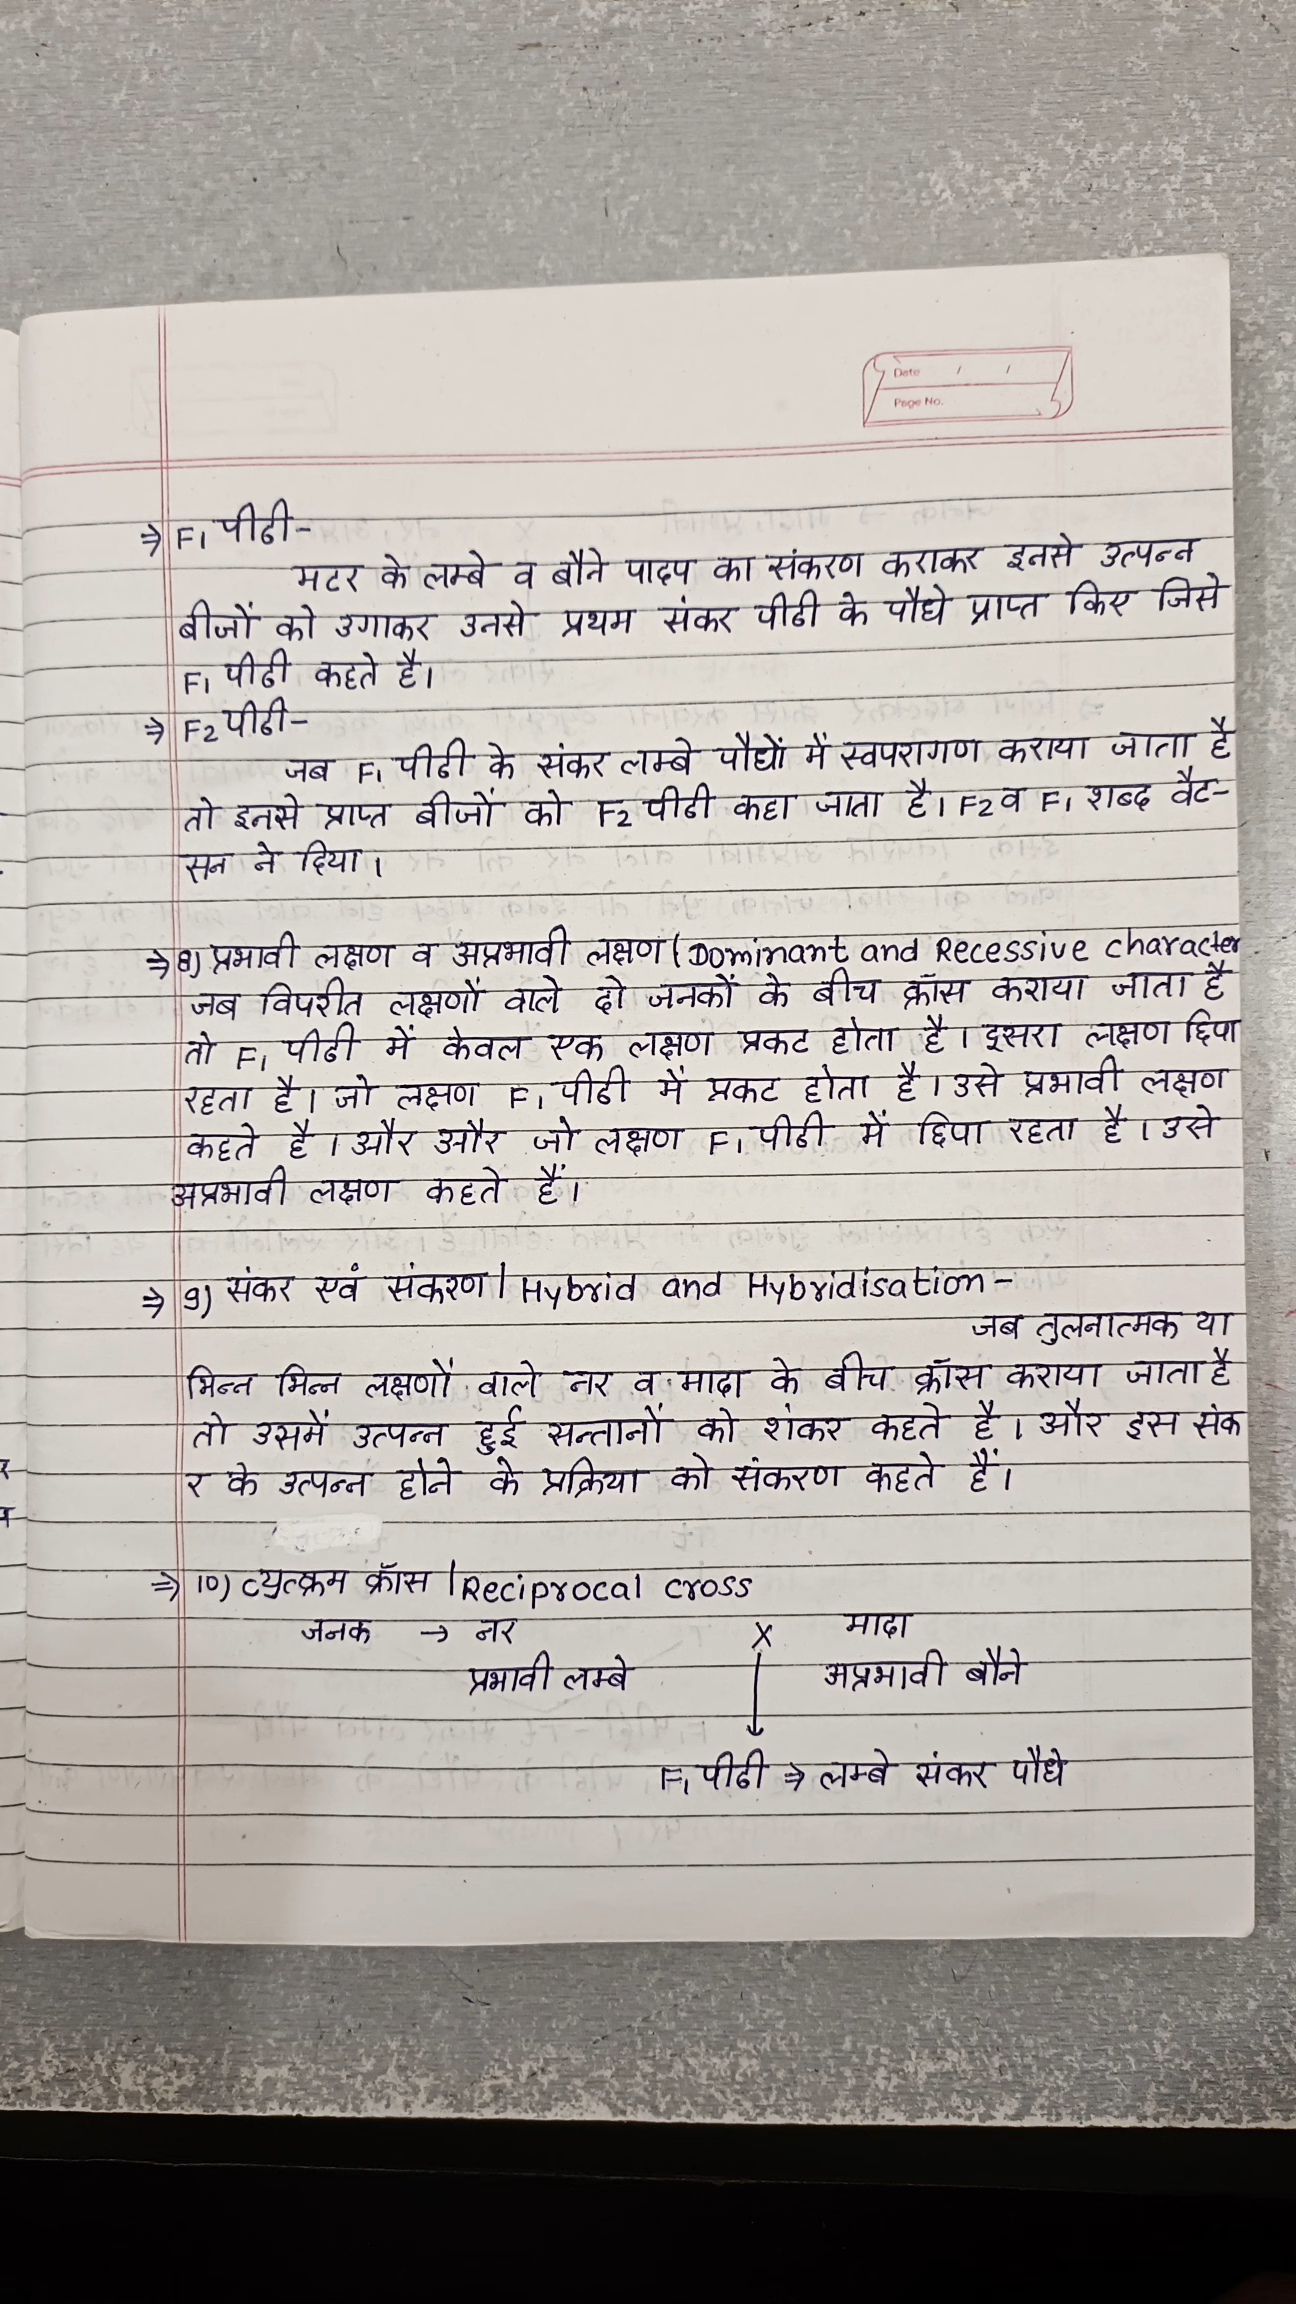 Date / /
Page No.
⇒ F₁ पीढी-
मटर के लम्बे व बौने पादप का संकरण कराकर इनसे उत्पन्न
बीजों को उगाकर उनसे प्रथम संकर पीढी के पौधे प्राप्त किए जिसे
F₁ पीढी कहते है।
⇒ F₂ पीढी-
जब F₁ पीढी के संकर लम्बे पौधों में स्वपरागण कराया जाता है
तो इनसे प्राप्त बीजों को F₂ पीढी कहा जाता है। F₂ व F₁ शब्द वैट-
सन ने दिया।
⇒ 8) प्रभावी लक्षण व अप्रभावी लक्षण | Dominant and Recessive character
जब विपरीत लक्षणों वाले दो जनकों के बीच क्रॉस कराया जाता है
तो F₁ पीढी में केवल एक लक्षण प्रकट होता है। दूसरा लक्षण छिपा
रहता है। जो लक्षण F₁ पीढी में प्रकट होता है। उसे प्रभावी लक्षण
कहते है। और और जो लक्षण F₁ पीढी में छिपा रहता है। उसे
अप्रभावी लक्षण कहते हैं।
⇒ 9) संकर एवं संकरण | Hybrid and Hybridisation-
जब तुलनात्मक या
भिन्न भिन्न लक्षणों वाले नर व मादा के बीच क्रॉस कराया जाता है
तो उसमें उत्पन्न हुई सन्तानों को शंकर कहते है। और इस संक
र के उत्पन्न होने के प्रक्रिया को संकरण कहते हैं।
⇒ 10) व्युत्क्रम क्रॉस | Reciprocal cross
जनक → नर X मादा
प्रभावी लम्बे अप्रभावी बौने
↓
F₁ पीढी ⇒ लम्बे संकर पौधे